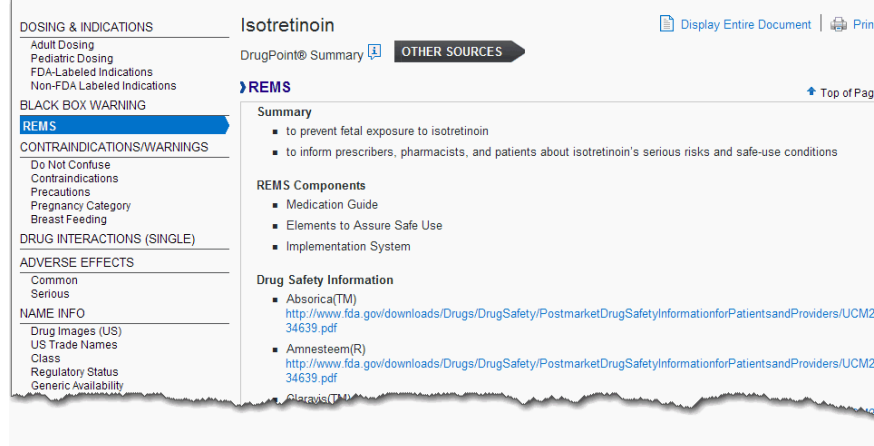 DOSING & INDICATIONS
Adult Dosing
Pediatric Dosing
FDA-Labeled Indications
Non-FDA Labeled Indications
BLACK BOX WARNING
REMS
CONTRAINDICATIONS/WARNINGS
Do Not Confuse
Contraindications
Precautions
Pregnancy Category
Breast Feeding
DRUG INTERACTIONS (SINGLE)
ADVERSE EFFECTS
Common
Serious
NAME INFO
Drug Images (US)
US Trade Names
Class
Regulatory Status
Generic Availability
Isotretinoin
Display Entire Document
Prin
DrugPoint® Summary
OTHER SOURCES
REMS
Top of Pag
Summary
▪ to prevent fetal exposure to isotretinoin
▪ to inform prescribers, pharmacists, and patients about isotretinoin's serious risks and safe-use conditions
REMS Components
▪ Medication Guide
▪ Elements to Assure Safe Use
▪ Implementation System
Drug Safety Information
▪ Absorica(TM)
http://www.fda.gov/downloads/Drugs/DrugSafety/PostmarketDrugSafetyInformationforPatientsandProviders/UCM2
34639.pdf
▪ Amnesteem(R)
http://www.fda.gov/downloads/Drugs/DrugSafety/PostmarketDrugSafetyInformationforPatientsandProviders/UCM2
34639.pdf
▪ Claravis(TM)